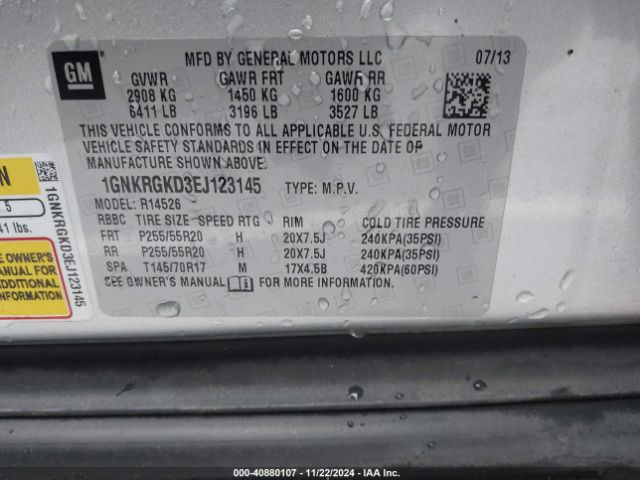 GM
MFD BY GENERAL MOTORS LLC 07/13
GVWR GAWR FRT GAWR RR
2908 KG 1450 KG 1600 KG
6411 LB 3196 LB 3527 LB
THIS VEHICLE CONFORMS TO ALL APPLICABLE U.S. FEDERAL MOTOR
VEHICLE SAFETY STANDARDS IN EFFECT ON THE DATE OF
MANUFACTURE SHOWN ABOVE.
1GNKRGKD3EJ123145 TYPE: M.P.V.
MODEL: R14526
RBBC TIRE SIZE SPEED RTG RIM COLD TIRE PRESSURE
FRT P255/55R20 H 20X7.5J 240KPA(35PSI)
RR P255/55R20 H 20X7.5J 240KPA(35PSI)
SPA T145/70R17 M 17X4.5B 420KPA(60PSI)
SEE OWNER'S MANUAL FOR MORE INFORMATION.
N
5
41 lbs.
E OWNER'S
MANUAL FOR
ADDITIONAL
FORMATION
1GNKRGKD3EJ123145
STOCK: 40880107 - 11/22/2024 - IAA Inc.